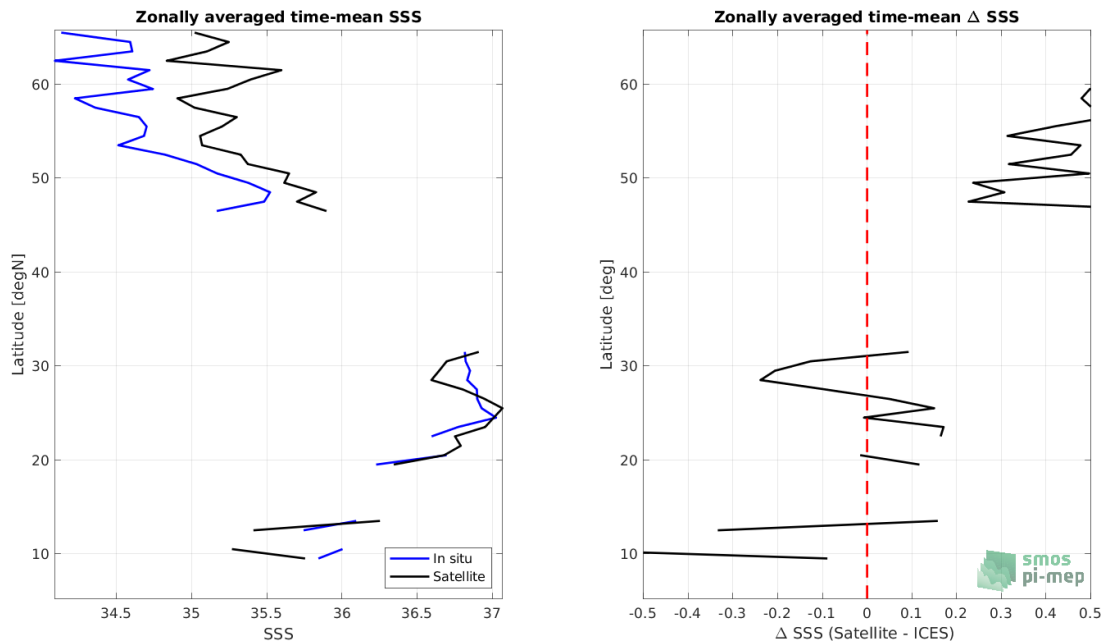 Zonally averaged time-mean SSS
Latitude [degN]
60
50
40
30
20
10
34.5
35
35.5
36
36.5
37
SSS
In situ
Satellite
Zonally averaged time-mean Δ SSS
Latitude [deg]
60
50
40
30
20
10
-0.5
-0.4
-0.3
-0.2
-0.1
0
0.1
0.2
0.3
0.4
0.5
Δ SSS (Satellite - ICES)
smos
pi-mep